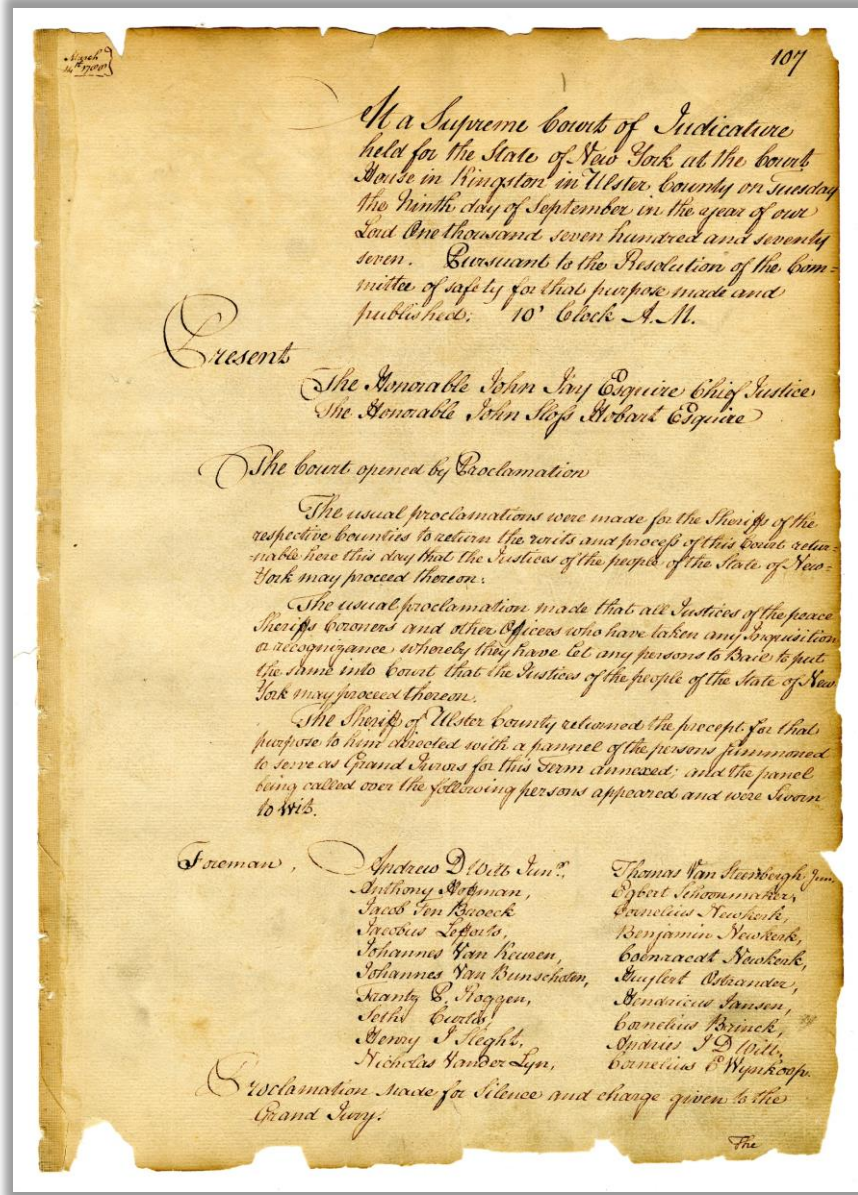 March
14th 1788
107
At a Supreme Court of Judicature
held for the State of New York at the Court
House in Kingston in Ulster County on Tuesday
the Ninth day of September in the year of our
Lord One thousand seven hundred and seventy
seven. Pursuant to the Resolution of the Com=
mittee of safety for that purpose made and
published: 10' Clock A.M.
Present
The Honorable John Jay Esquire Chief Justice
The Honorable John Sloss Hobart Esquire
The Court opened by Proclamation
The usual proclamations were made for the Sheriffs of the
respective Counties to return the writs and process of this Court retur=
=nable here this day that the Justices of the people of the State of New=
York may proceed thereon.
The usual proclamation made that all Justices of the peace
Sheriffs Coroners and other Officers who have taken any Inquisition
or recognizance whereby they have let any persons to Bail to put
the same into Court that the Justices of the people of the State of New
York may proceed thereon.
The Sheriff of Ulster County returned the precept for that
purpose to him directed with a pannel of the persons summoned
to serve as Grand Jurors for this Term annexed; and the panel
being called over the following persons appeared and were Sworn
to Wit.
Foreman, Andrew D Witt Junr, Thomas Van Steenbergh Jun,
Anthony Hoffman, Egbert Schoonmaker,
Jacob Ten Broeck Cornelius Newkerk,
Jacobus Lefferts, Benjamin Newkerk,
Johannes Van Keuren, Coenraedt Newkerk,
Johannes Van Bunschoten, Huybert Ostrander,
Frantz P. Roggen, Hendricus Jansen,
Seth Curtis, Cornelius Brinck,
Henry J Sleght, Andries J D Witt,
Nicholas Vander Lyn, Cornelius E Wynkoop.
Proclamation made for Silence and charge given to the
Grand Jury.
The